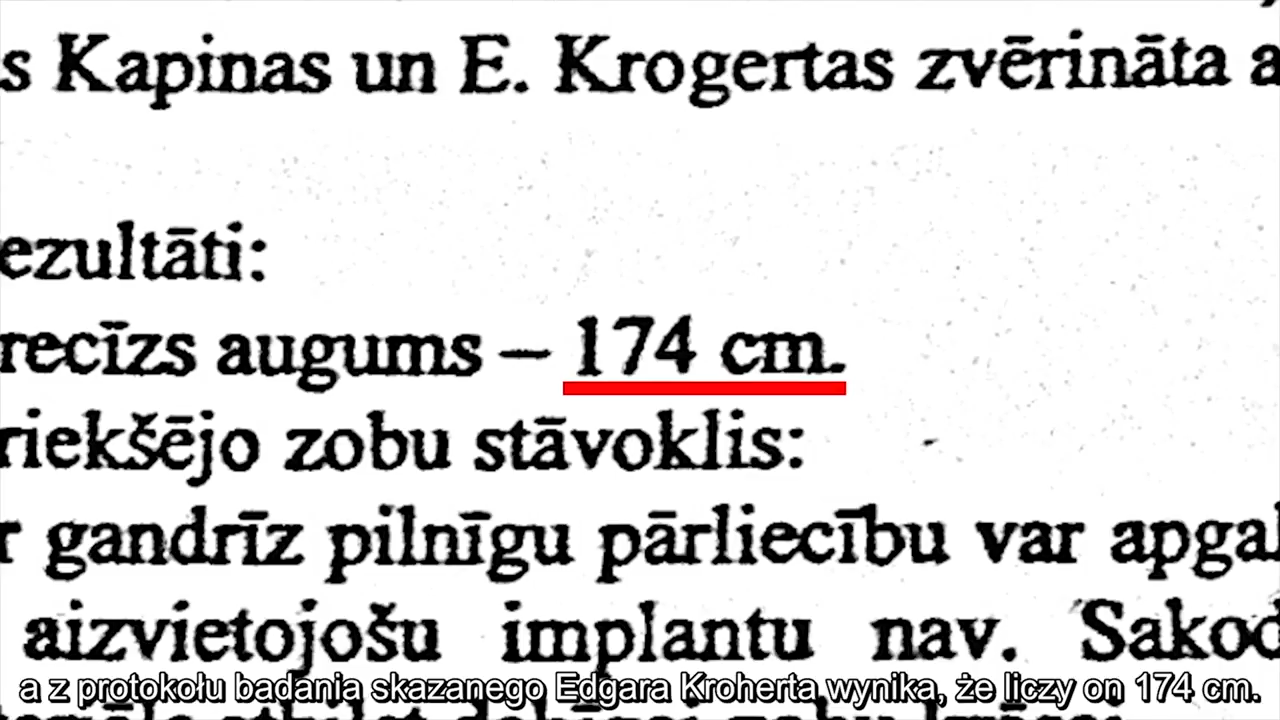 s Kapinas un E. Krogertas zvērināta a
ezultāti:
recīzs augums – 174 cm.
riekšējo zobu stāvoklis:
r gandrīz pilnīgu pārliecību var apgal
aizvietojošu implantu nav. Sakod
a z protokołu badania skazanego Edgara Kroherta wynika, że liczy on 174 cm.